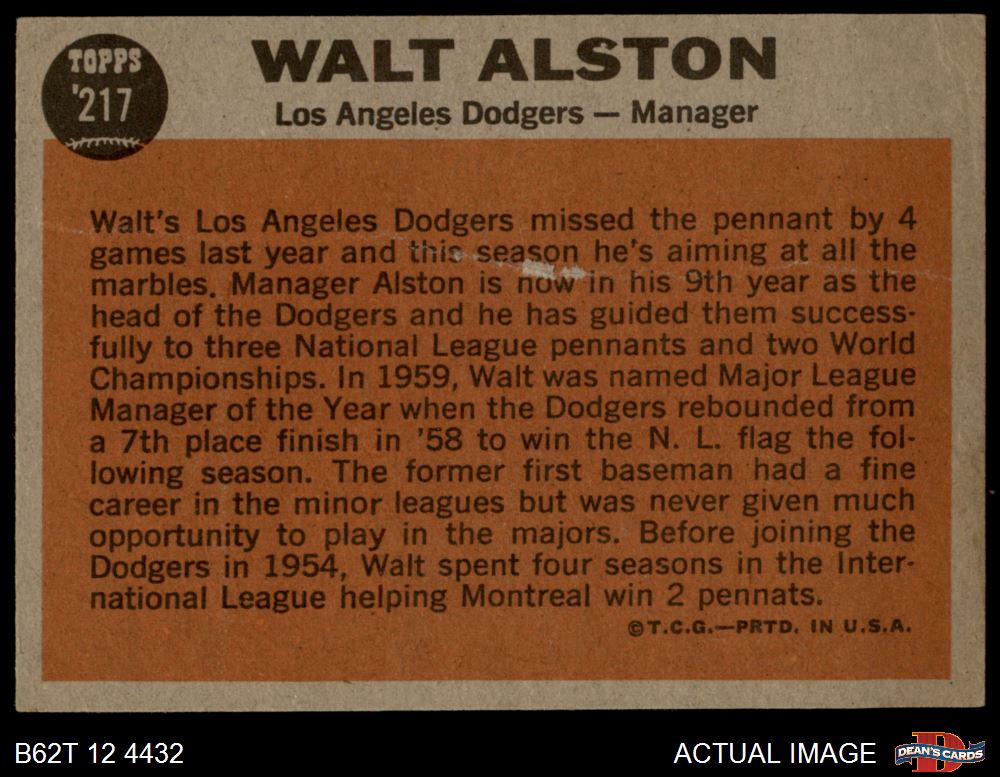 TOPPS
'217
WALT ALSTON
Los Angeles Dodgers — Manager
Walt's Los Angeles Dodgers missed the pennant by 4
games last year and this season he's aiming at all the
marbles. Manager Alston is now in his 9th year as the
head of the Dodgers and he has guided them success-
fully to three National League pennants and two World
Championships. In 1959, Walt was named Major League
Manager of the Year when the Dodgers rebounded from
a 7th place finish in '58 to win the N. L. flag the fol-
lowing season. The former first baseman had a fine
career in the minor leagues but was never given much
opportunity to play in the majors. Before joining the
Dodgers in 1954, Walt spent four seasons in the Inter-
national League helping Montreal win 2 pennats.
©T.C.G.—PRTD. IN U.S.A.
B62T 12 4432
ACTUAL IMAGE
D
DEAN'S CARDS